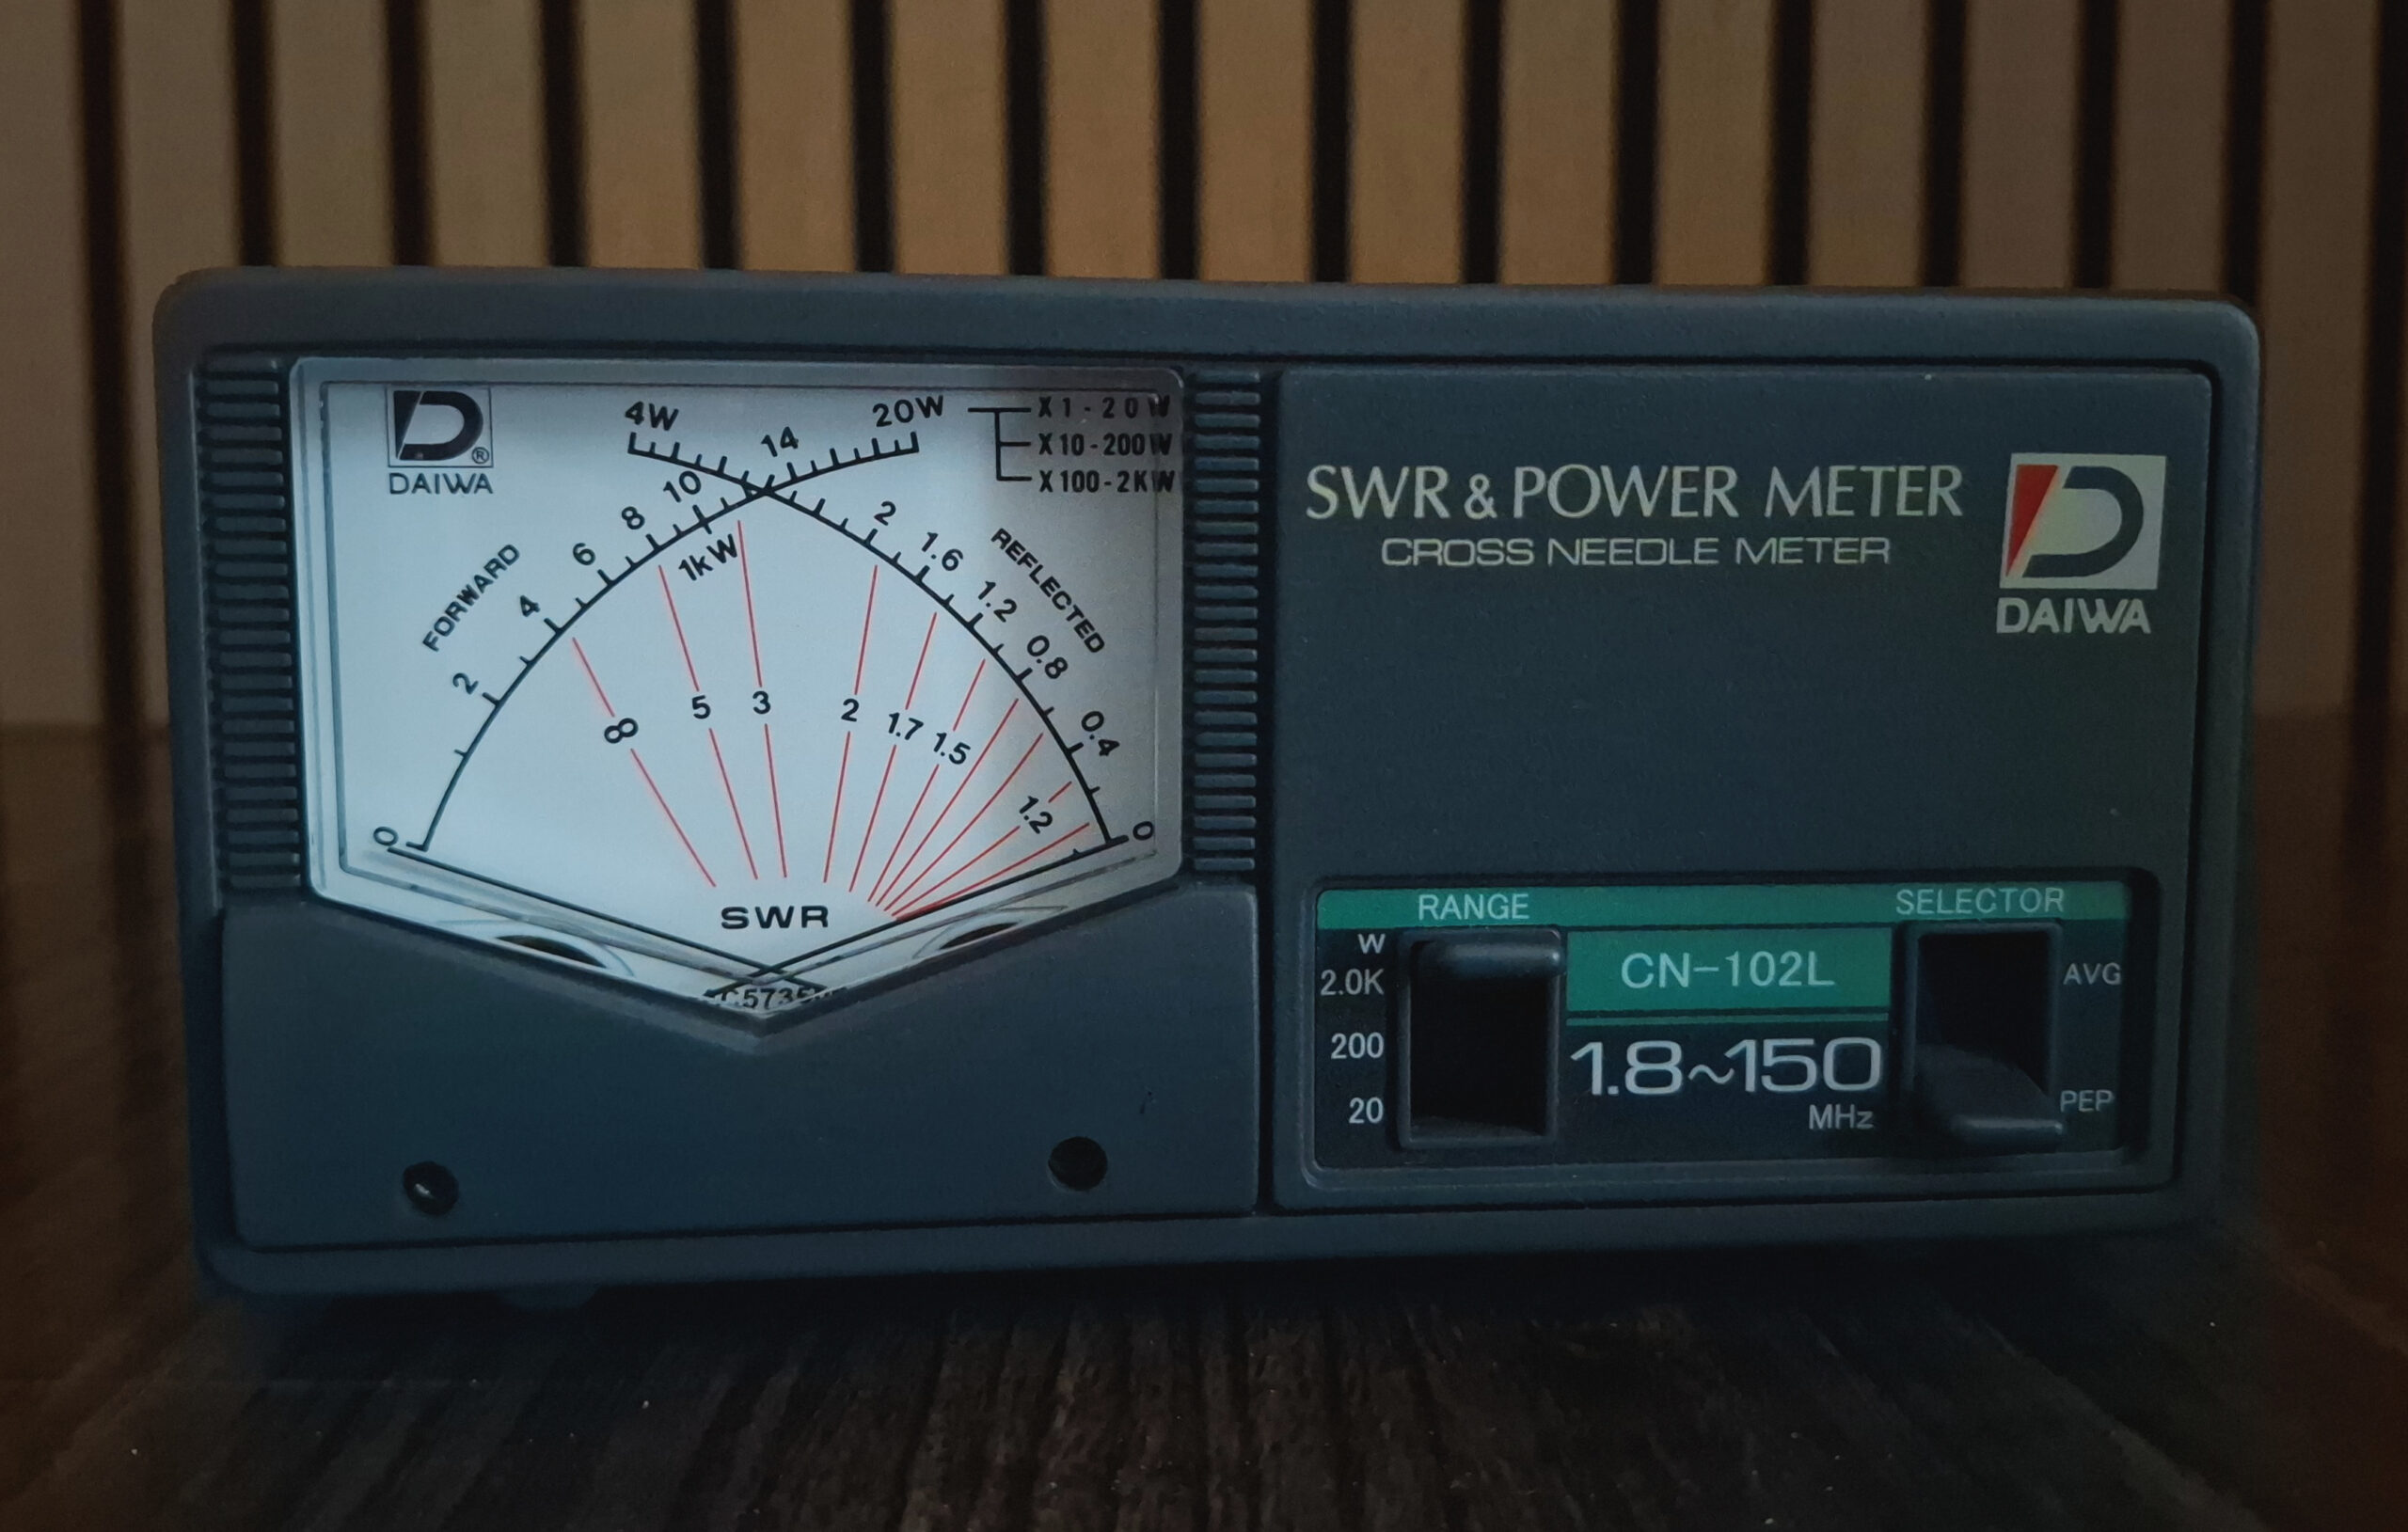 DAIWA
4W
20W
X1-20W
X10-200W
X100-2KW
FORWARD
0
2
4
6
8
10
14
1kW
REFLECTED
2
1.6
1.2
0.8
0.4
0
∞
5
3
2
1.7
1.5
1.2
SWR
SWR & POWER METER
CROSS NEEDLE METER
DAIWA
RANGE
SELECTOR
W
2.0K
200
20
CN-102L
1.8~150
MHz
AVG
PEP